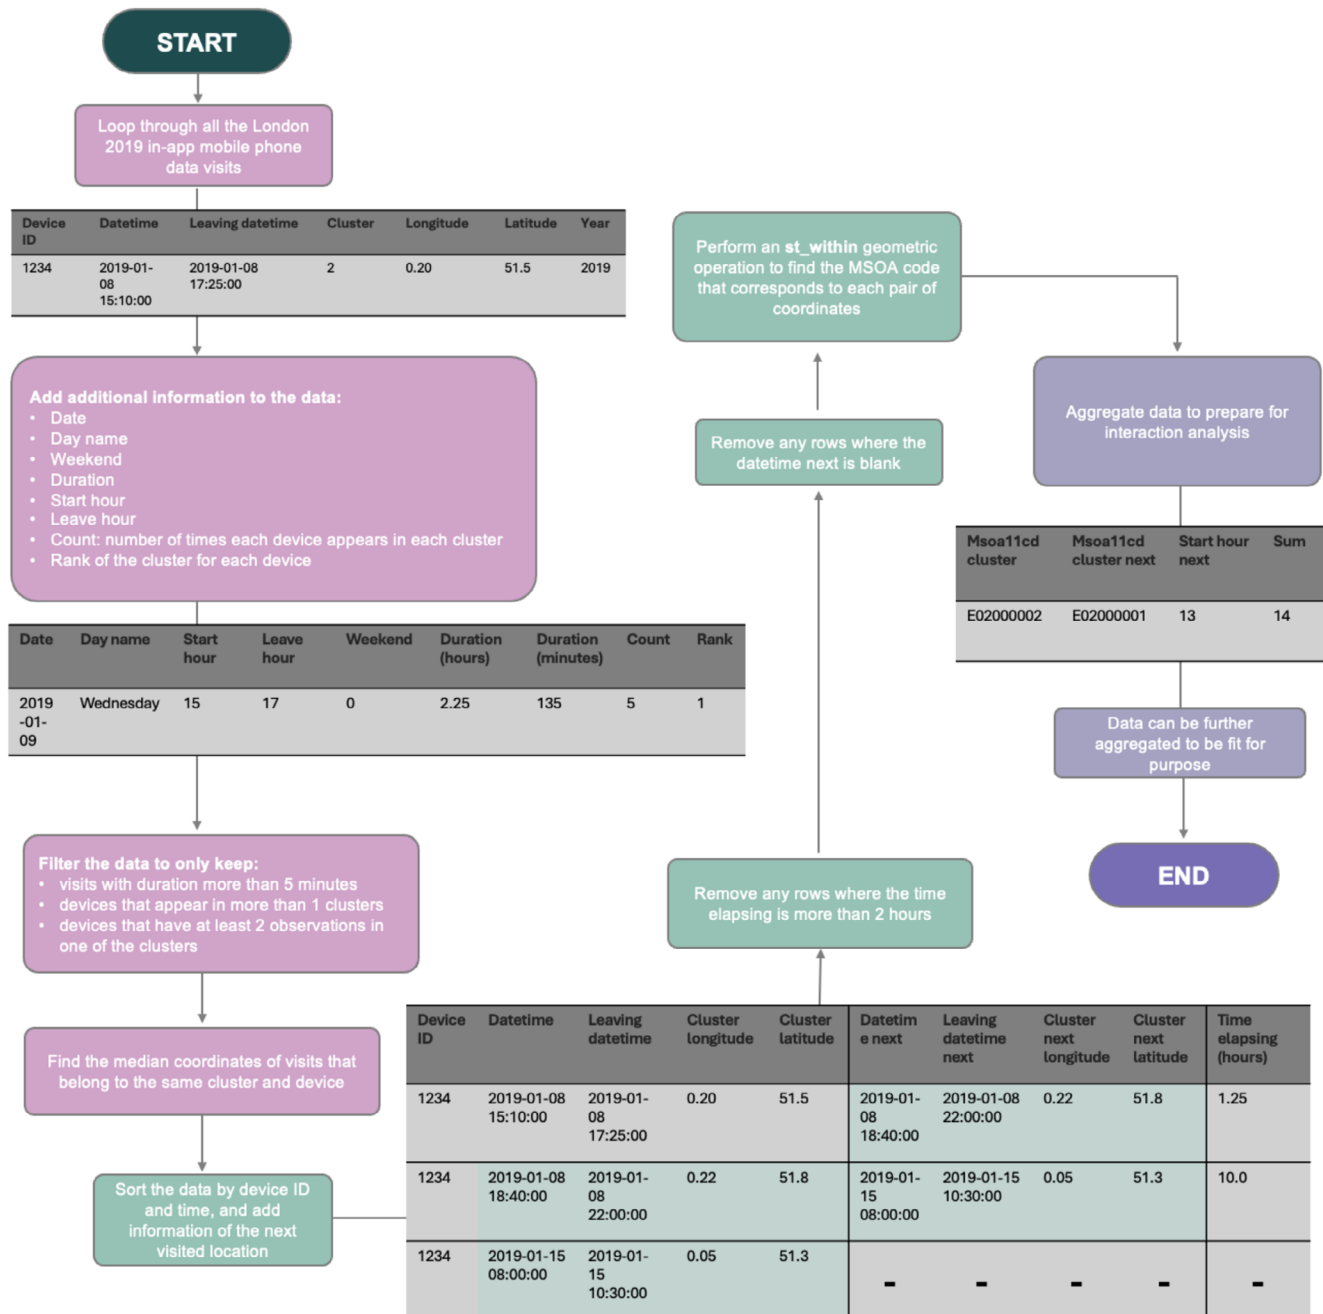 START
Loop through all the London
2019 in-app mobile phone
data visits
Device ID Datetime Leaving datetime Cluster Longitude Latitude Year
1234 2019-01-08 15:10:00 2019-01-08 17:25:00 2 0.20 51.5 2019
Add additional information to the data:
• Date
• Day name
• Weekend
• Duration
• Start hour
• Leave hour
• Count: number of times each device appears in each cluster
• Rank of the cluster for each device
Date Day name Start hour Leave hour Weekend Duration (hours) Duration (minutes) Count Rank
2019-01-09 Wednesday 15 17 0 2.25 135 5 1
Filter the data to only keep:
• visits with duration more than 5 minutes
• devices that appear in more than 1 clusters
• devices that have at least 2 observations in
one of the clusters
Find the median coordinates of visits that
belong to the same cluster and device
Sort the data by device ID
and time, and add
information of the next
visited location
Device ID Datetime Leaving datetime Cluster longitude Cluster latitude Datetime next Leaving datetime next Cluster next longitude Cluster next latitude Time elapsing (hours)
1234 2019-01-08 15:10:00 2019-01-08 17:25:00 0.20 51.5 2019-01-08 18:40:00 2019-01-08 22:00:00 0.22 51.8 1.25
1234 2019-01-08 18:40:00 2019-01-08 22:00:00 0.22 51.8 2019-01-15 08:00:00 2019-01-15 10:30:00 0.05 51.3 10.0
1234 2019-01-15 08:00:00 2019-01-15 10:30:00 0.05 51.3 - - - - -
Remove any rows where the time
elapsing is more than 2 hours
Remove any rows where the
datetime next is blank
Perform an st_within geometric
operation to find the MSOA code
that corresponds to each pair of
coordinates
Aggregate data to prepare for
interaction analysis
Msoa11cd cluster Msoa11cd cluster next Start hour next Sum
E02000002 E02000001 13 14
Data can be further
aggregated to be fit for
purpose
END